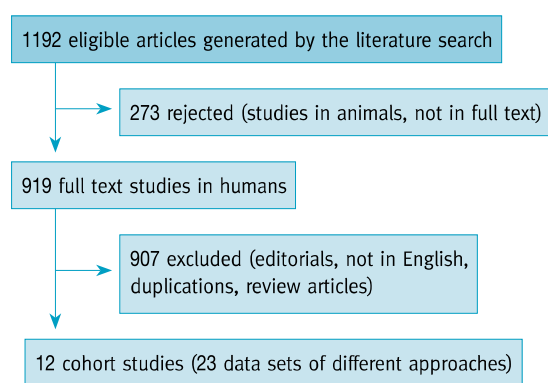 1192 eligible articles generated by the literature search
273 rejected (studies in animals, not in full text)
919 full text studies in humans
907 excluded (editorials, not in English,
duplications, review articles)
12 cohort studies (23 data sets of different approaches)